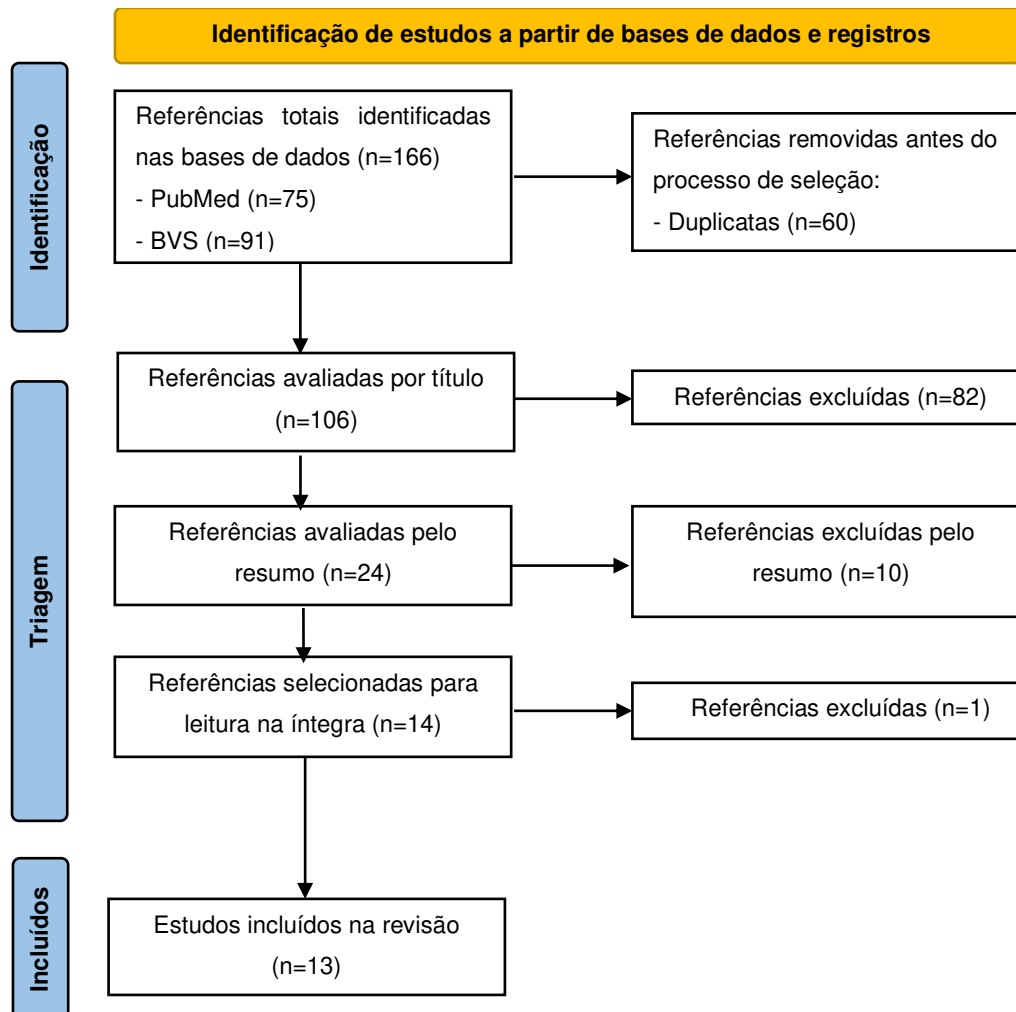 Identificação de estudos a partir de bases de dados e registros
Identificação
Referências totais identificadas
nas bases de dados (n=166)
- PubMed (n=75)
- BVS (n=91)
Referências removidas antes do
processo de seleção:
- Duplicatas (n=60)
Triagem
Referências avaliadas por título
(n=106)
Referências excluídas (n=82)
Referências avaliadas pelo
resumo (n=24)
Referências excluídas pelo
resumo (n=10)
Referências selecionadas para
leitura na íntegra (n=14)
Referências excluídas (n=1)
Incluídos
Estudos incluídos na revisão
(n=13)